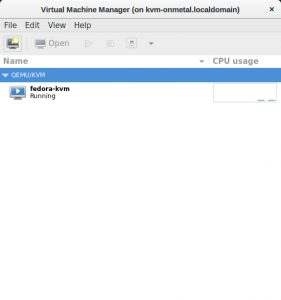 Virtual Machine Manager (on kvm-onmetal.localdomain)
File Edit View Help
Open
Name CPU usage
QEMU/KVM
fedora-kvm
Running